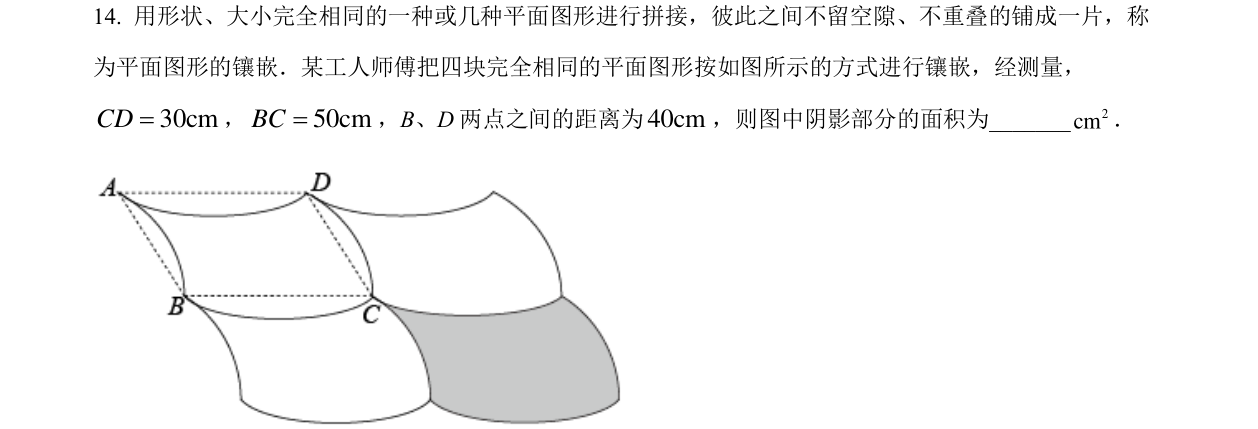 14. 用形状、大小完全相同的一种或几种平面图形进行拼接，彼此之间不留空隙、不重叠的铺成一片，称
为平面图形的镶嵌．某工人师傅把四块完全相同的平面图形按如图所示的方式进行镶嵌，经测量，
CD = 30cm，BC = 50cm，B、D 两点之间的距离为 40cm，则图中阴影部分的面积为_______cm²．
A
D
B
C